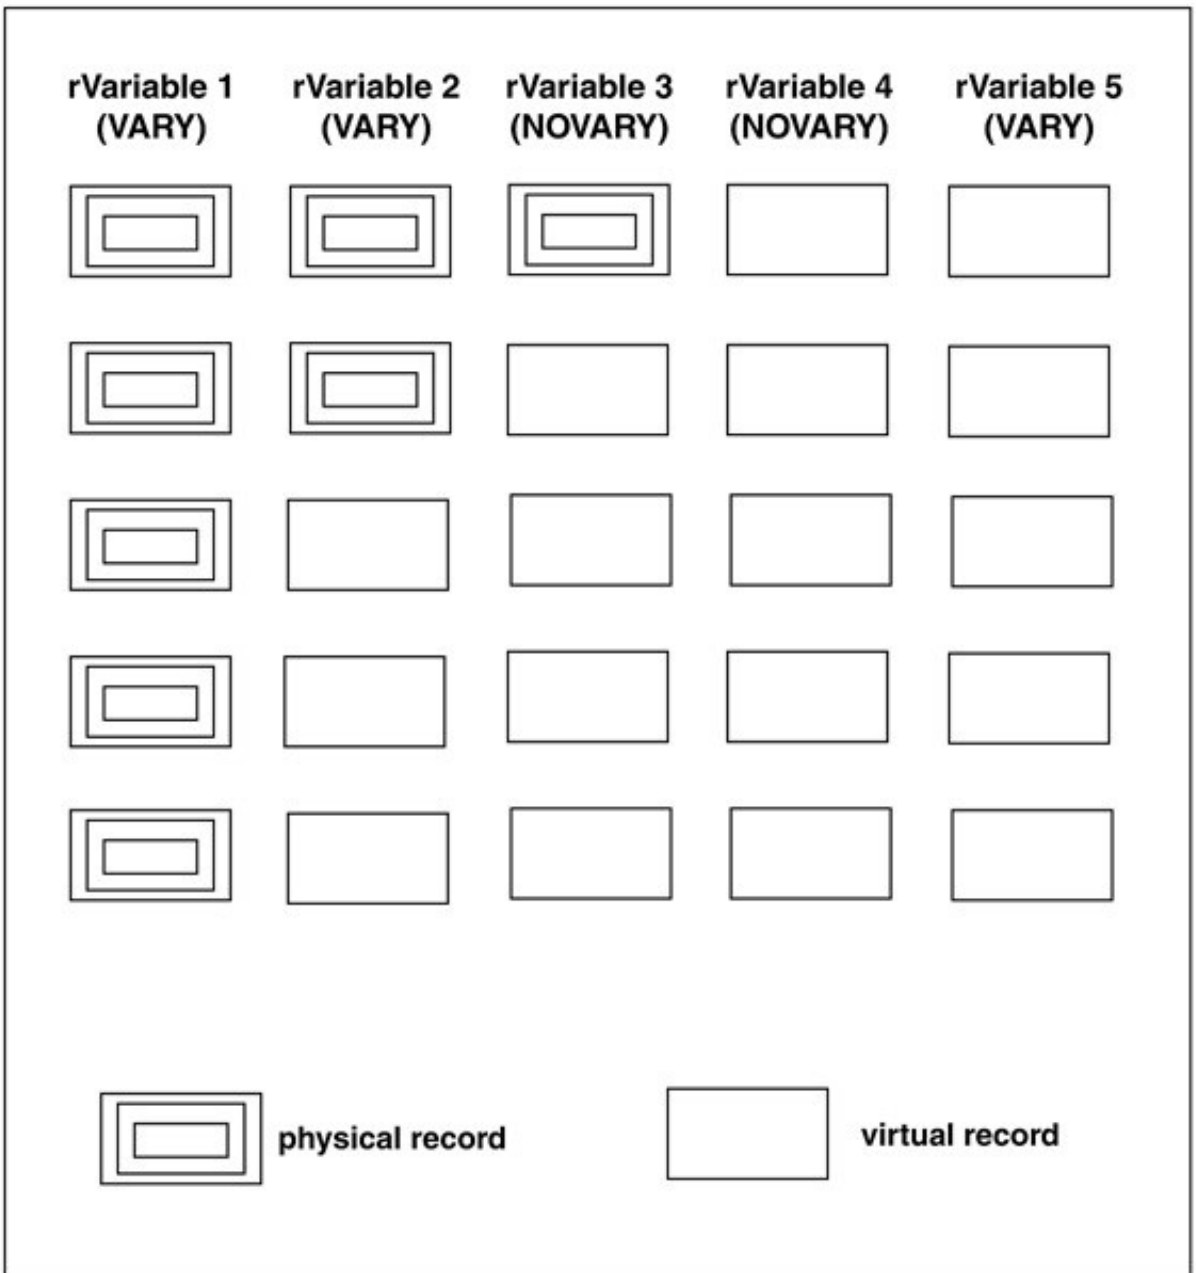 rVariable 1 rVariable 2 rVariable 3 rVariable 4 rVariable 5
(VARY) (VARY) (NOVARY) (NOVARY) (VARY)
physical record virtual record